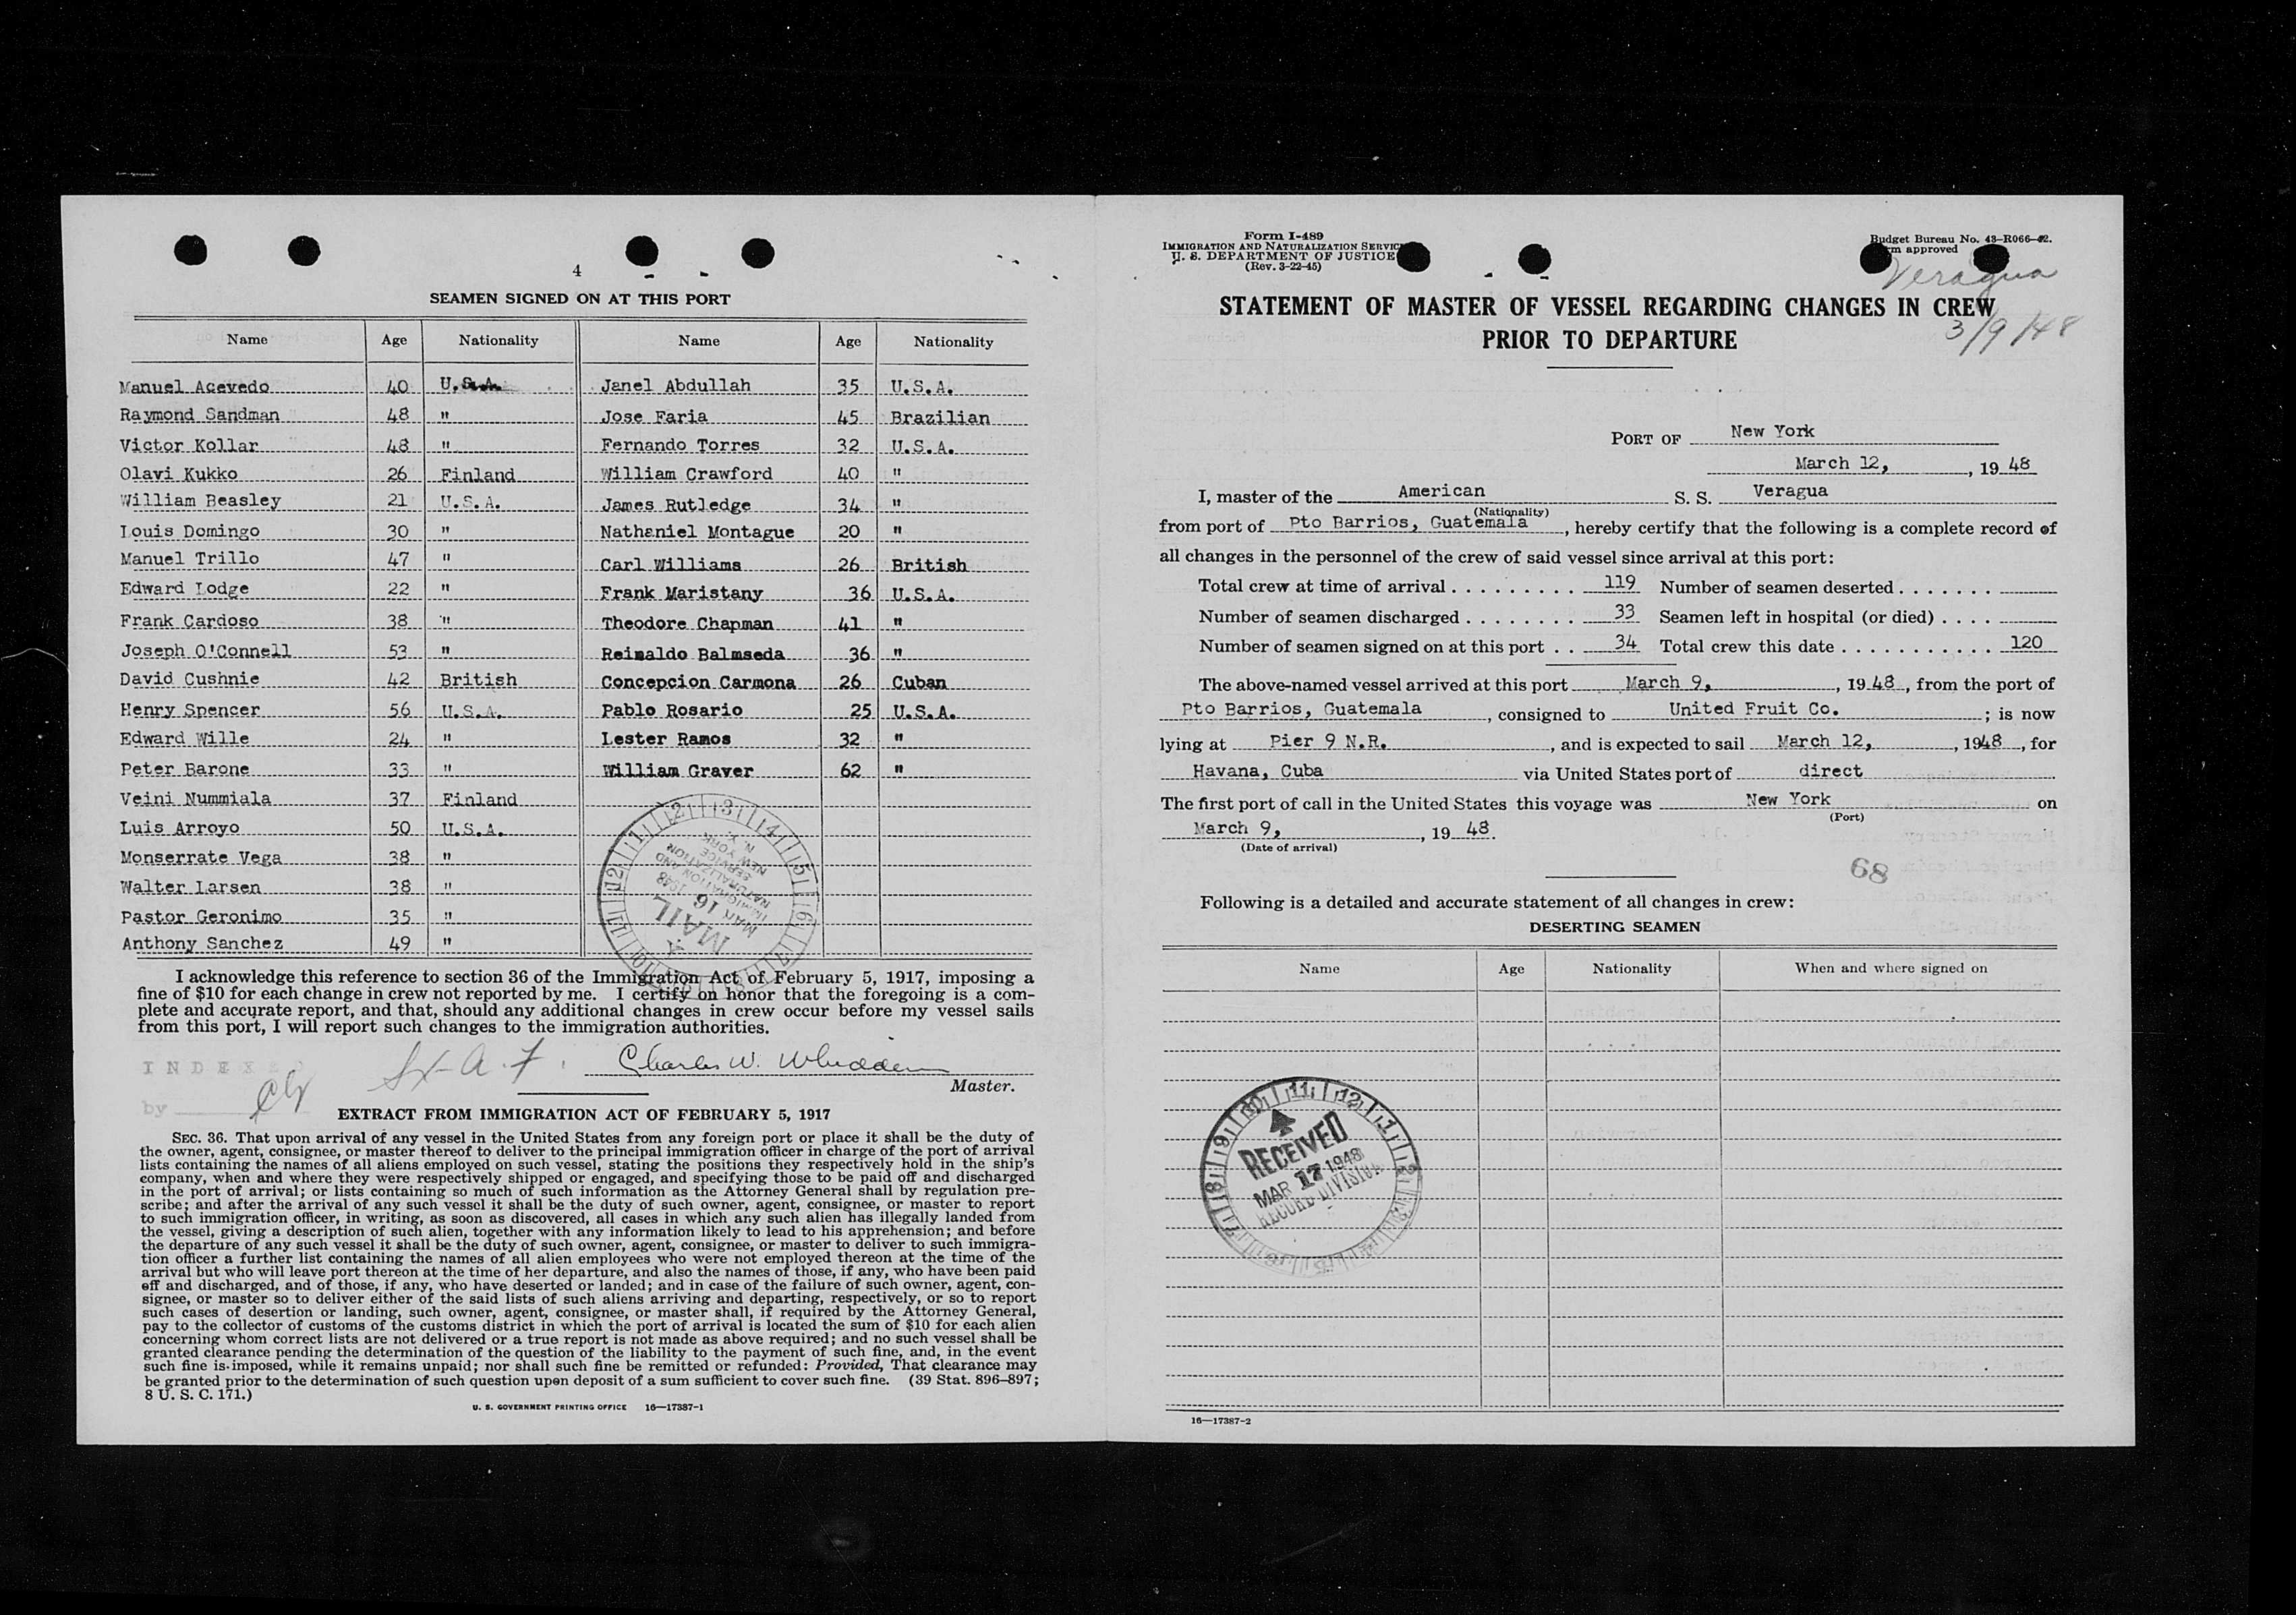 4
SEAMEN SIGNED ON AT THIS PORT
Name Age Nationality Name Age Nationality
Manuel Acevedo 40 U.S.A. Janel Abdullah 35 U.S.A.
Raymond Sandman 48 " Jose Faria 45 Brazilian
Victor Kollar 48 " Fernando Torres 32 U.S.A.
Olavi Kukko 26 Finland William Crawford 40 "
William Beasley 21 U.S.A. James Rutledge 34 "
Louis Domingo 30 " Nathaniel Montague 20 "
Manuel Trillo 47 " Carl Williams 26 British
Edward Lodge 22 " Frank Maristany 36 U.S.A.
Frank Cardoso 38 " Theodore Chapman 41 "
Joseph O'Connell 53 " Reinaldo Balmseda 36 "
David Cushnie 42 British Concepcion Carmona 26 Cuban
Henry Spencer 56 U.S.A. Pablo Rosario 25 U.S.A.
Edward Wille 24 " Lester Ramos 32 "
Peter Barone 33 " William Graver 62 "
Veini Nummiala 37 Finland
Luis Arroyo 50 U.S.A.
Monserrate Vega 38 "
Walter Larsen 38 "
Pastor Geronimo 35 "
Anthony Sanchez 49 "
MAIL
MAR 16 1948
IMMIGRATION AND
NATURALIZATION
SERVICE
NEW YORK
N. Y.
I acknowledge this reference to section 36 of the Immigration Act of February 5, 1917, imposing a
fine of $10 for each change in crew not reported by me. I certify on honor that the foregoing is a com-
plete and accurate report, and that, should any additional changes in crew occur before my vessel sails
from this port, I will report such changes to the immigration authorities.
INDEXED
by
Charles W. Whidden
Master.
EXTRACT FROM IMMIGRATION ACT OF FEBRUARY 5, 1917
SEC. 36. That upon arrival of any vessel in the United States from any foreign port or place it shall be the duty of
the owner, agent, consignee, or master thereof to deliver to the principal immigration officer in charge of the port of arrival
lists containing the names of all aliens employed on such vessel, stating the positions they respectively hold in the ship's
company, when and where they were respectively shipped or engaged, and specifying those to be paid off and discharged
in the port of arrival; or lists containing so much of such information as the Attorney General shall by regulation pre-
scribe; and after the arrival of any such vessel it shall be the duty of such owner, agent, consignee, or master to report
to such immigration officer, in writing, as soon as discovered, all cases in which any such alien has illegally landed from
the vessel, giving a description of such alien, together with any information likely to lead to his apprehension; and before
the departure of any such vessel it shall be the duty of such owner, agent, consignee, or master to deliver to such immigra-
tion officer a further list containing the names of all alien employees who were not employed thereon at the time of the
arrival but who will leave port thereon at the time of her departure, and also the names of those, if any, who have been paid
off and discharged, and of those, if any, who have deserted or landed; and in case of the failure of such owner, agent, con-
signee, or master so to deliver either of the said lists of such aliens arriving and departing, respectively, or so to report
such cases of desertion or landing, such owner, agent, consignee, or master shall, if required by the Attorney General,
pay to the collector of customs of the customs district in which the port of arrival is located the sum of $10 for each alien
concerning whom correct lists are not delivered or a true report is not made as above required; and no such vessel shall be
granted clearance pending the determination of the question of the liability to the payment of such fine, and, in the event
such fine is imposed, while it remains unpaid; nor shall such fine be remitted or refunded: Provided, That clearance may
be granted prior to the determination of such question upon deposit of a sum sufficient to cover such fine. (39 Stat. 896–897;
8 U. S. C. 171.)
U. S. GOVERNMENT PRINTING OFFICE 16—17387-1
Form I-489
IMMIGRATION AND NATURALIZATION SERVICE
U. S. DEPARTMENT OF JUSTICE
(Rev. 3-22-45)
Budget Bureau No. 43-R066-42.
approved
Veragua
3/9/48
STATEMENT OF MASTER OF VESSEL REGARDING CHANGES IN CREW
PRIOR TO DEPARTURE
PORT OF New York
March 12, , 19 48
I, master of the American S. S. Veragua
(Nationality)
from port of Pto Barrios, Guatemala , hereby certify that the following is a complete record of
all changes in the personnel of the crew of said vessel since arrival at this port:
Total crew at time of arrival . . . . . . . . . 119 Number of seamen deserted . . . . . . .
Number of seamen discharged . . . . . . . . 33 Seamen left in hospital (or died) . . . .
Number of seamen signed on at this port . . 34 Total crew this date . . . . . . . . . . . 120
The above-named vessel arrived at this port March 9, , 19 48 , from the port of
Pto Barrios, Guatemala , consigned to United Fruit Co. ; is now
lying at Pier 9 N.R. , and is expected to sail March 12, , 1948 , for
Havana, Cuba via United States port of direct
The first port of call in the United States this voyage was New York on
(Port)
March 9, , 19 48.
(Date of arrival)
68
Following is a detailed and accurate statement of all changes in crew:
DESERTING SEAMEN
Name Age Nationality When and where signed on
RECEIVED
MAR 17 1948
RECORD DIVISION
16—17387-2